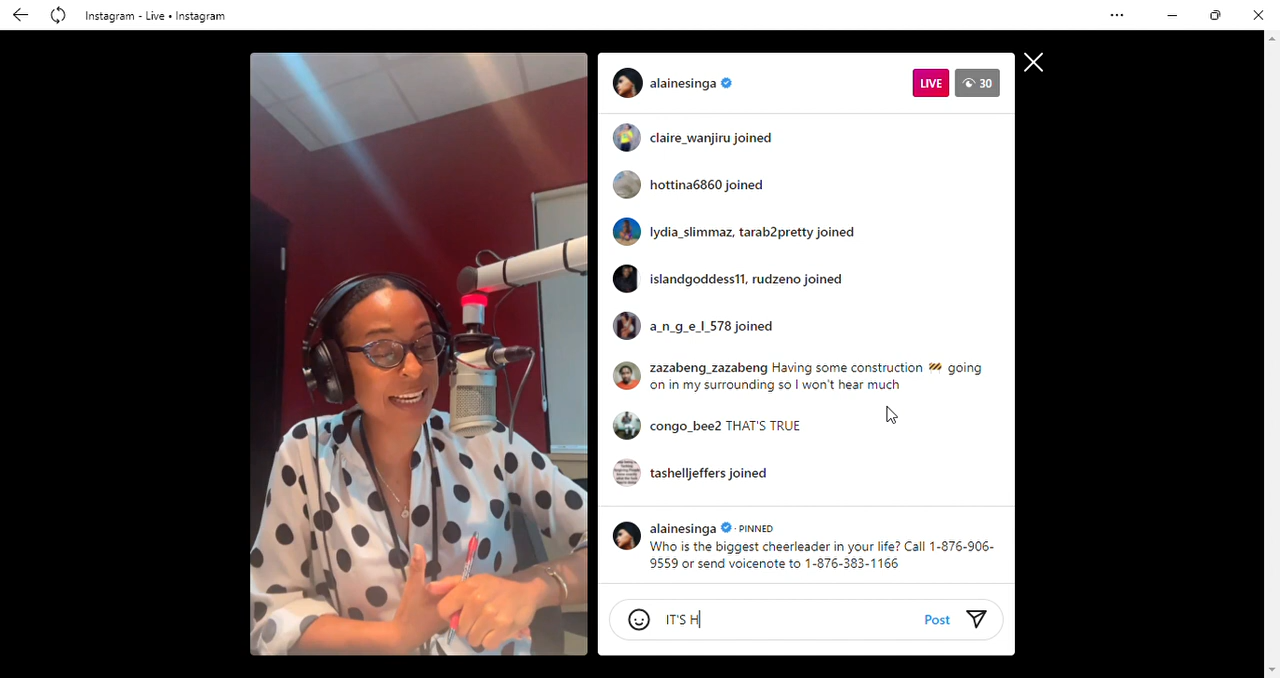 Instagram - Live • Instagram
alainesinga
LIVE 30
claire_wanjiru joined
hottina6860 joined
lydia_slimmaz, tarab2pretty joined
islandgoddess11, rudzeno joined
a_n_g_e_l_578 joined
zazabeng_zazabeng Having some construction 🚧 going
on in my surrounding so I won't hear much
congo_bee2 THAT'S TRUE
tashelljeffers joined
alainesinga · PINNED
Who is the biggest cheerleader in your life? Call 1-876-906-
9559 or send voicenote to 1-876-383-1166
IT'S H
Post